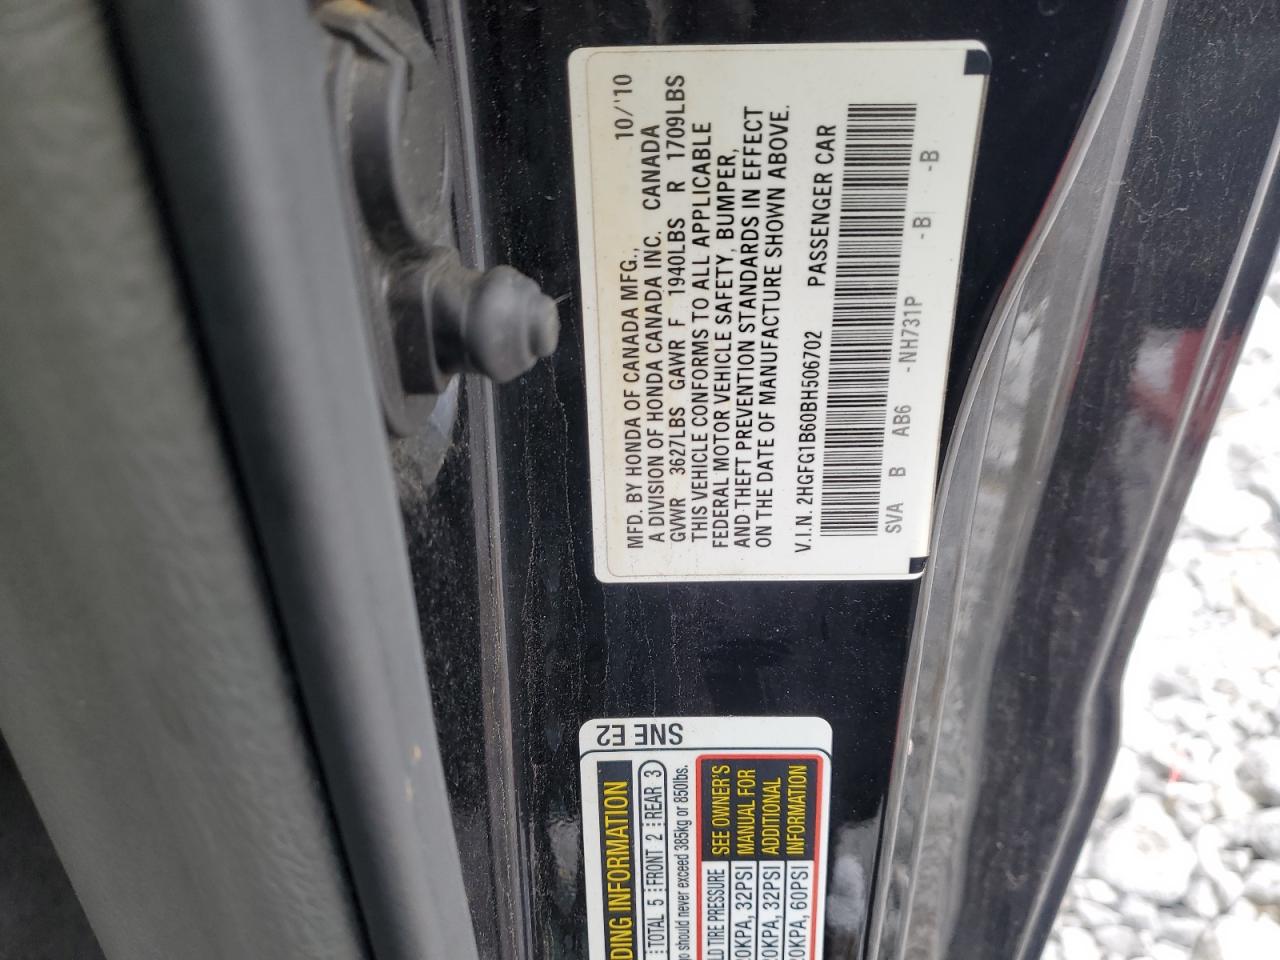 MFD. BY HONDA OF CANADA MFG., 10/'10
A DIVISION OF HONDA CANADA INC. CANADA
GVWR 3627LBS GAWR F 1940LBS R 1709LBS
THIS VEHICLE CONFORMS TO ALL APPLICABLE
FEDERAL MOTOR VEHICLE SAFETY, BUMPER,
AND THEFT PREVENTION STANDARDS IN EFFECT
ON THE DATE OF MANUFACTURE SHOWN ABOVE.
V.I.N. 2HGFG1B60BH506702 PASSENGER CAR
SVA B AB6 -NH731P -B -B
SNE E2
DING INFORMATION
TOTAL 5 FRONT 2 REAR 3
go should never exceed 385kg or 850lbs.
LD TIRE PRESSURE
20KPA, 32PSI
20KPA, 32PSI
20KPA, 60PSI
SEE OWNER'S
MANUAL FOR
ADDITIONAL
INFORMATION